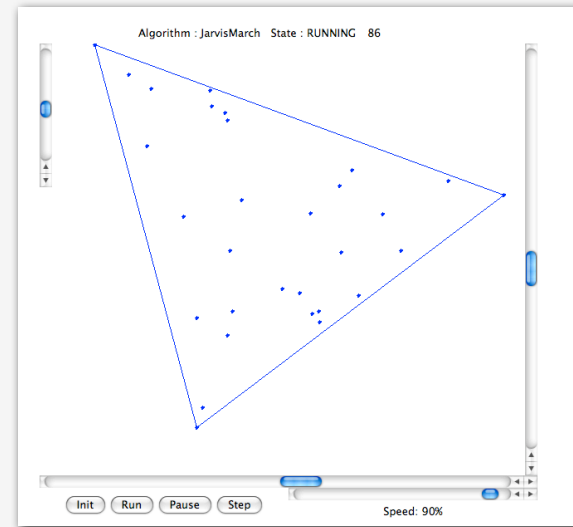 Algorithm : JarvisMarch State : RUNNING 86
Init Run Pause Step
Speed: 90%